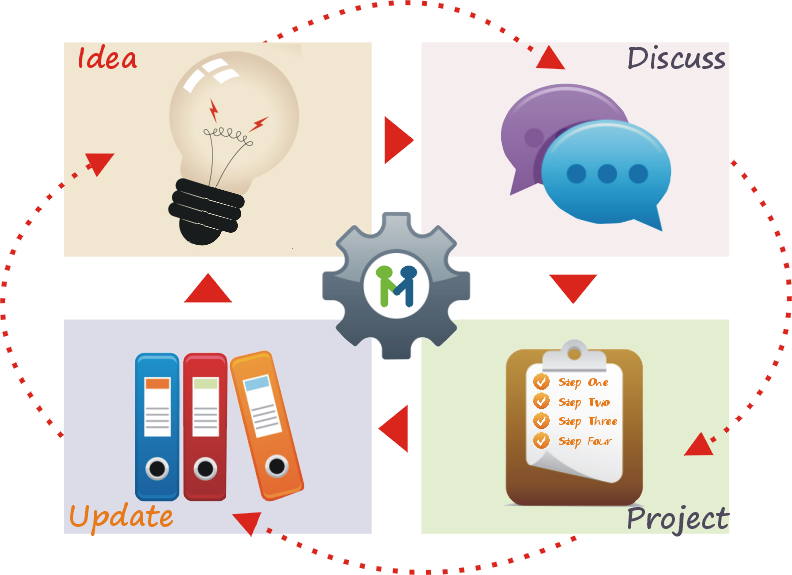 Idea
Discuss
Step One
Step Two
Step Three
Step Four
Update
Project